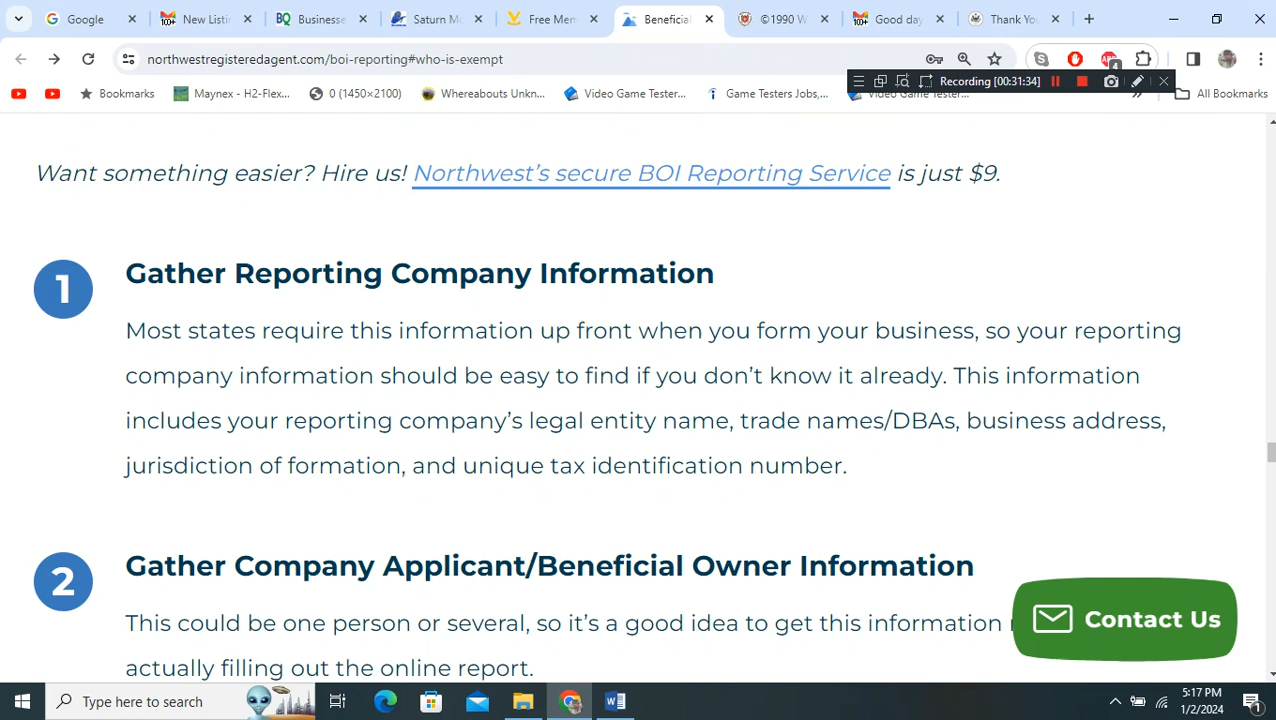 Google
New Listi
Businesse
Saturn Me
Free Mem
Beneficial
©1990 W
Good day
Thank You
northwestregisteredagent.com/boi-reporting#who-is-exempt
4
Recording [00:31:34]
Bookmarks
Maynex - H2-Flex...
0 (1450×2100)
Whereabouts Unkn...
Video Game Tester...
Game Testers Jobs,...
Video Game Tester...
»
All Bookmarks
Want something easier? Hire us! Northwest's secure BOI Reporting Service is just $9.
1
Gather Reporting Company Information
Most states require this information up front when you form your business, so your reporting
company information should be easy to find if you don't know it already. This information
includes your reporting company's legal entity name, trade names/DBAs, business address,
jurisdiction of formation, and unique tax identification number.
2
Gather Company Applicant/Beneficial Owner Information
This could be one person or several, so it's a good idea to get this information
actually filling out the online report.
Contact Us
Type here to search
5:17 PM
1/2/2024
1